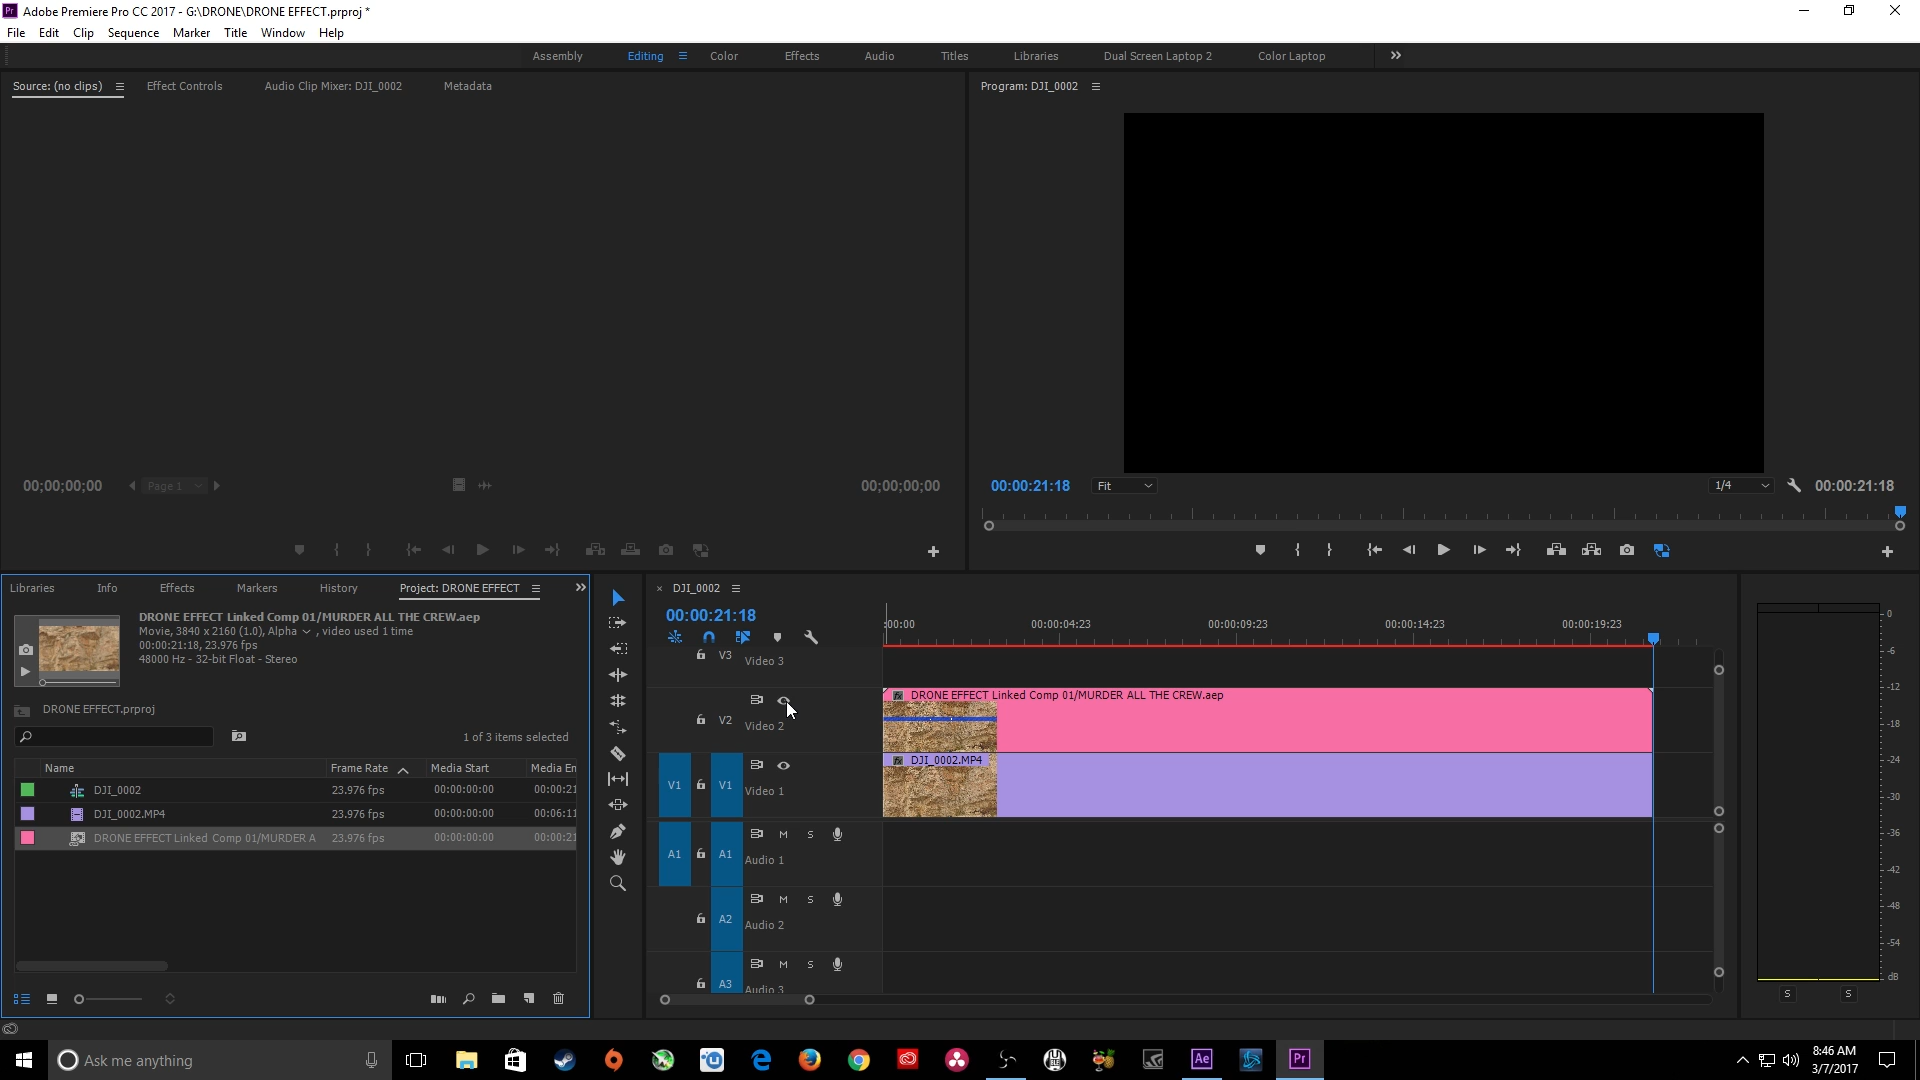 Pr Adobe Premiere Pro CC 2017 - G:\DRONE\DRONE EFFECT.prproj *
File Edit Clip Sequence Marker Title Window Help
Assembly Editing Color Effects Audio Titles Libraries Dual Screen Laptop 2 Color Laptop
Source: (no clips) Effect Controls Audio Clip Mixer: DJI_0002 Metadata
Program: DJI_0002
00;00;00;00 Page 1 00;00;00;00
00:00:21:18 Fit 1/4 00:00:21:18
Libraries Info Effects Markers History Project: DRONE EFFECT
DRONE EFFECT Linked Comp 01/MURDER ALL THE CREW.aep
Movie, 3840 x 2160 (1.0), Alpha , video used 1 time
00:00:21:18, 23.976 fps
48000 Hz - 32-bit Float - Stereo
DRONE EFFECT.prproj
1 of 3 items selected
Name Frame Rate Media Start Media En
DJI_0002 23.976 fps 00:00:00:00 00:00:21
DJI_0002.MP4 23.976 fps 00:00:00:00 00:06:11
DRONE EFFECT Linked Comp 01/MURDER A 23.976 fps 00:00:00:00 00:00:21
DJI_0002
00:00:21:18
:00:00 00:00:04:23 00:00:09:23 00:00:14:23 00:00:19:23
V3 Video 3
V2 Video 2
DRONE EFFECT Linked Comp 01/MURDER ALL THE CREW.aep
V1 V1 Video 1
DJI_0002.MP4
A1 A1 M S Audio 1
A2 M S Audio 2
A3 M S Audio 3
0
-6
-12
-18
-24
-30
-36
-42
-48
-54
dB
S S
Ask me anything
Ae Pr
8:46 AM
3/7/2017